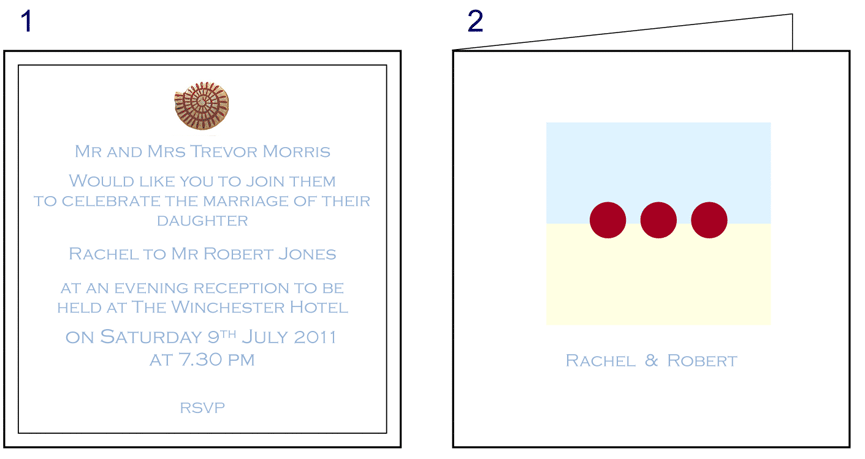 1
Mr and Mrs Trevor Morris
Would like you to join them
to celebrate the marriage of their
daughter
Rachel to Mr Robert Jones
at an evening reception to be
held at The Winchester Hotel
on Saturday 9th July 2011
at 7.30 pm
RSVP
2
Rachel & Robert